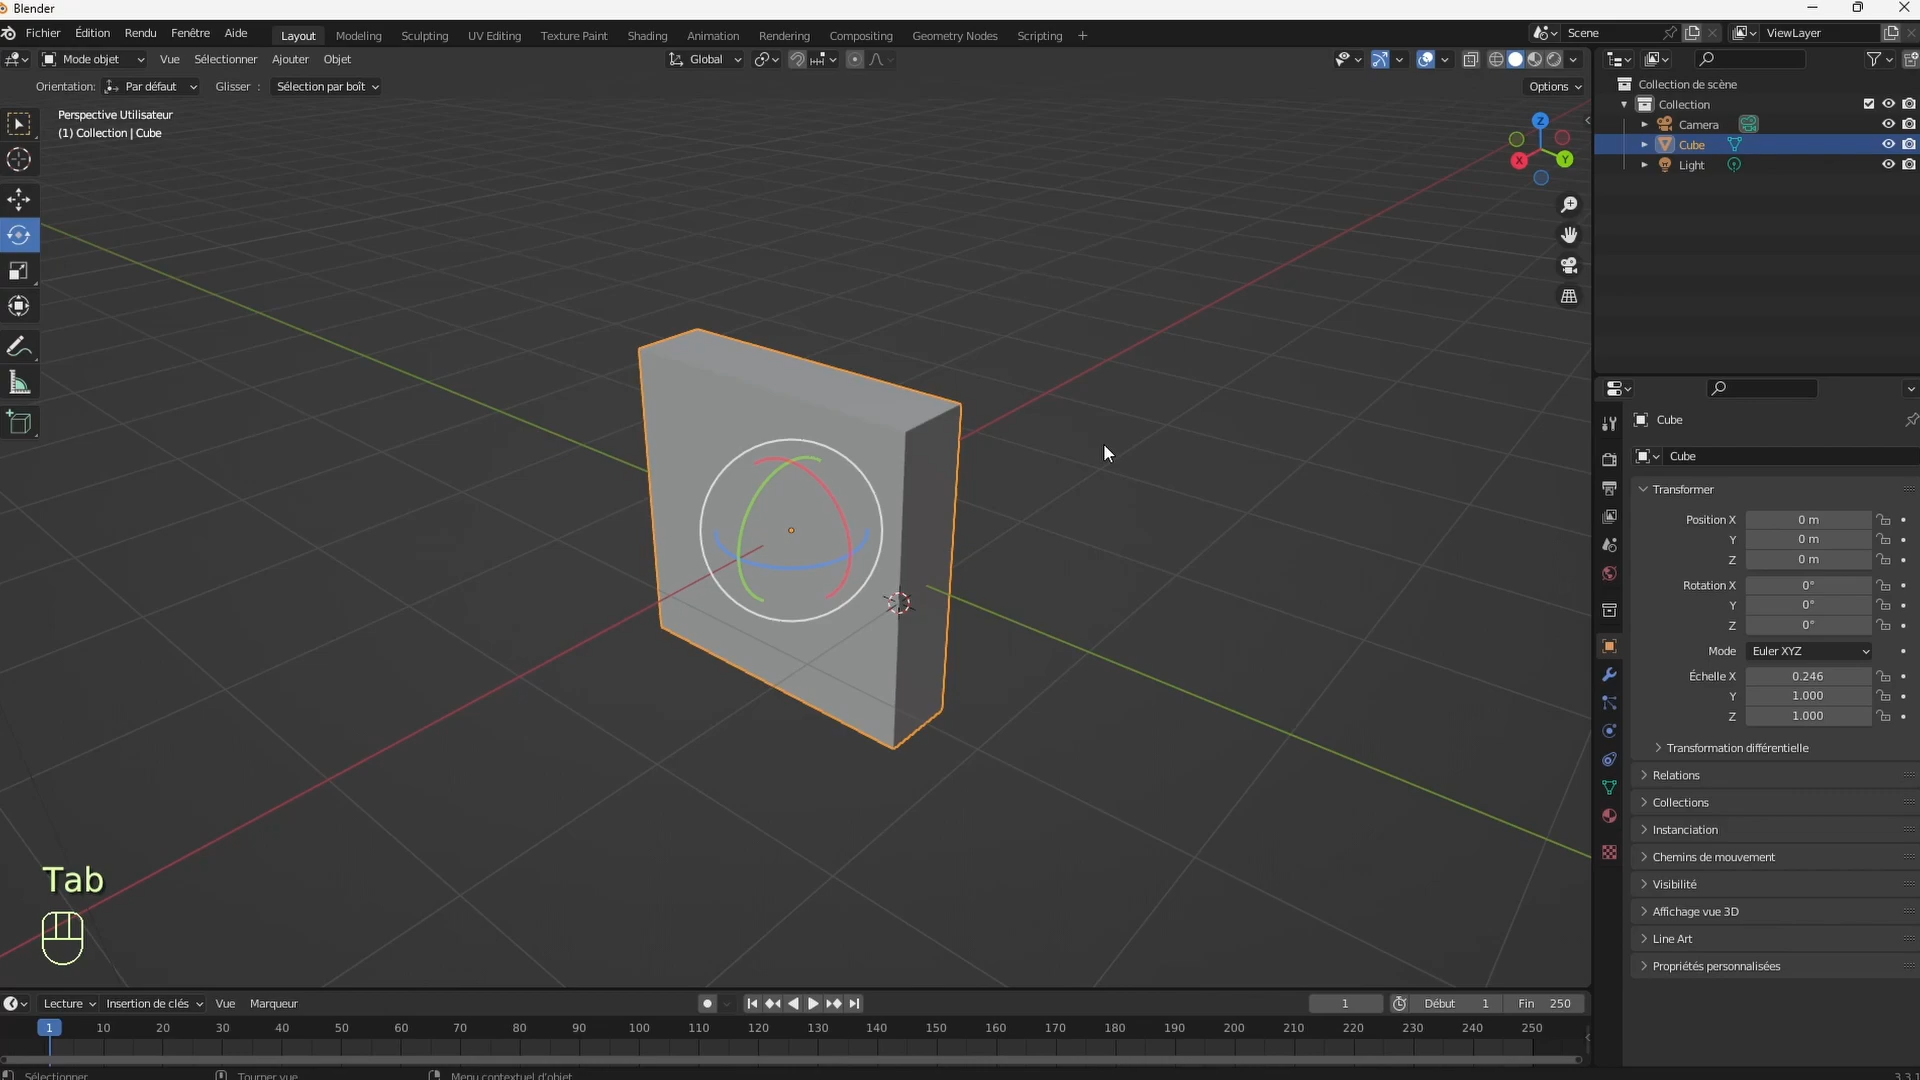 Blender
Fichier Édition Rendu Fenêtre Aide Layout Modeling Sculpting UV Editing Texture Paint Shading Animation Rendering Compositing Geometry Nodes Scripting + Scene ViewLayer
Mode objet Vue Sélectionner Ajouter Objet Global
Orientation: Par défaut Glisser : Sélection par boît Options
Perspective Utilisateur
(1) Collection | Cube
Z
Y
X
Collection de scène
Collection
Camera
Cube
Light
Cube
Cube
Transformer
Position X 0 m
Y 0 m
Z 0 m
Rotation X 0°
Y 0°
Z 0°
Mode Euler XYZ
Échelle X 0.246
Y 1.000
Z 1.000
Transformation différentielle
Relations
Collections
Instanciation
Chemins de mouvement
Visibilité
Affichage vue 3D
Line Art
Propriétés personnalisées
Tab
Lecture Insertion de clés Vue Marqueur 1 Début 1 Fin 250
1 10 20 30 40 50 60 70 80 90 100 110 120 130 140 150 160 170 180 190 200 210 220 230 240 250
Sélectionner Tourner vue Menu contextuel d'objet 3.3.1